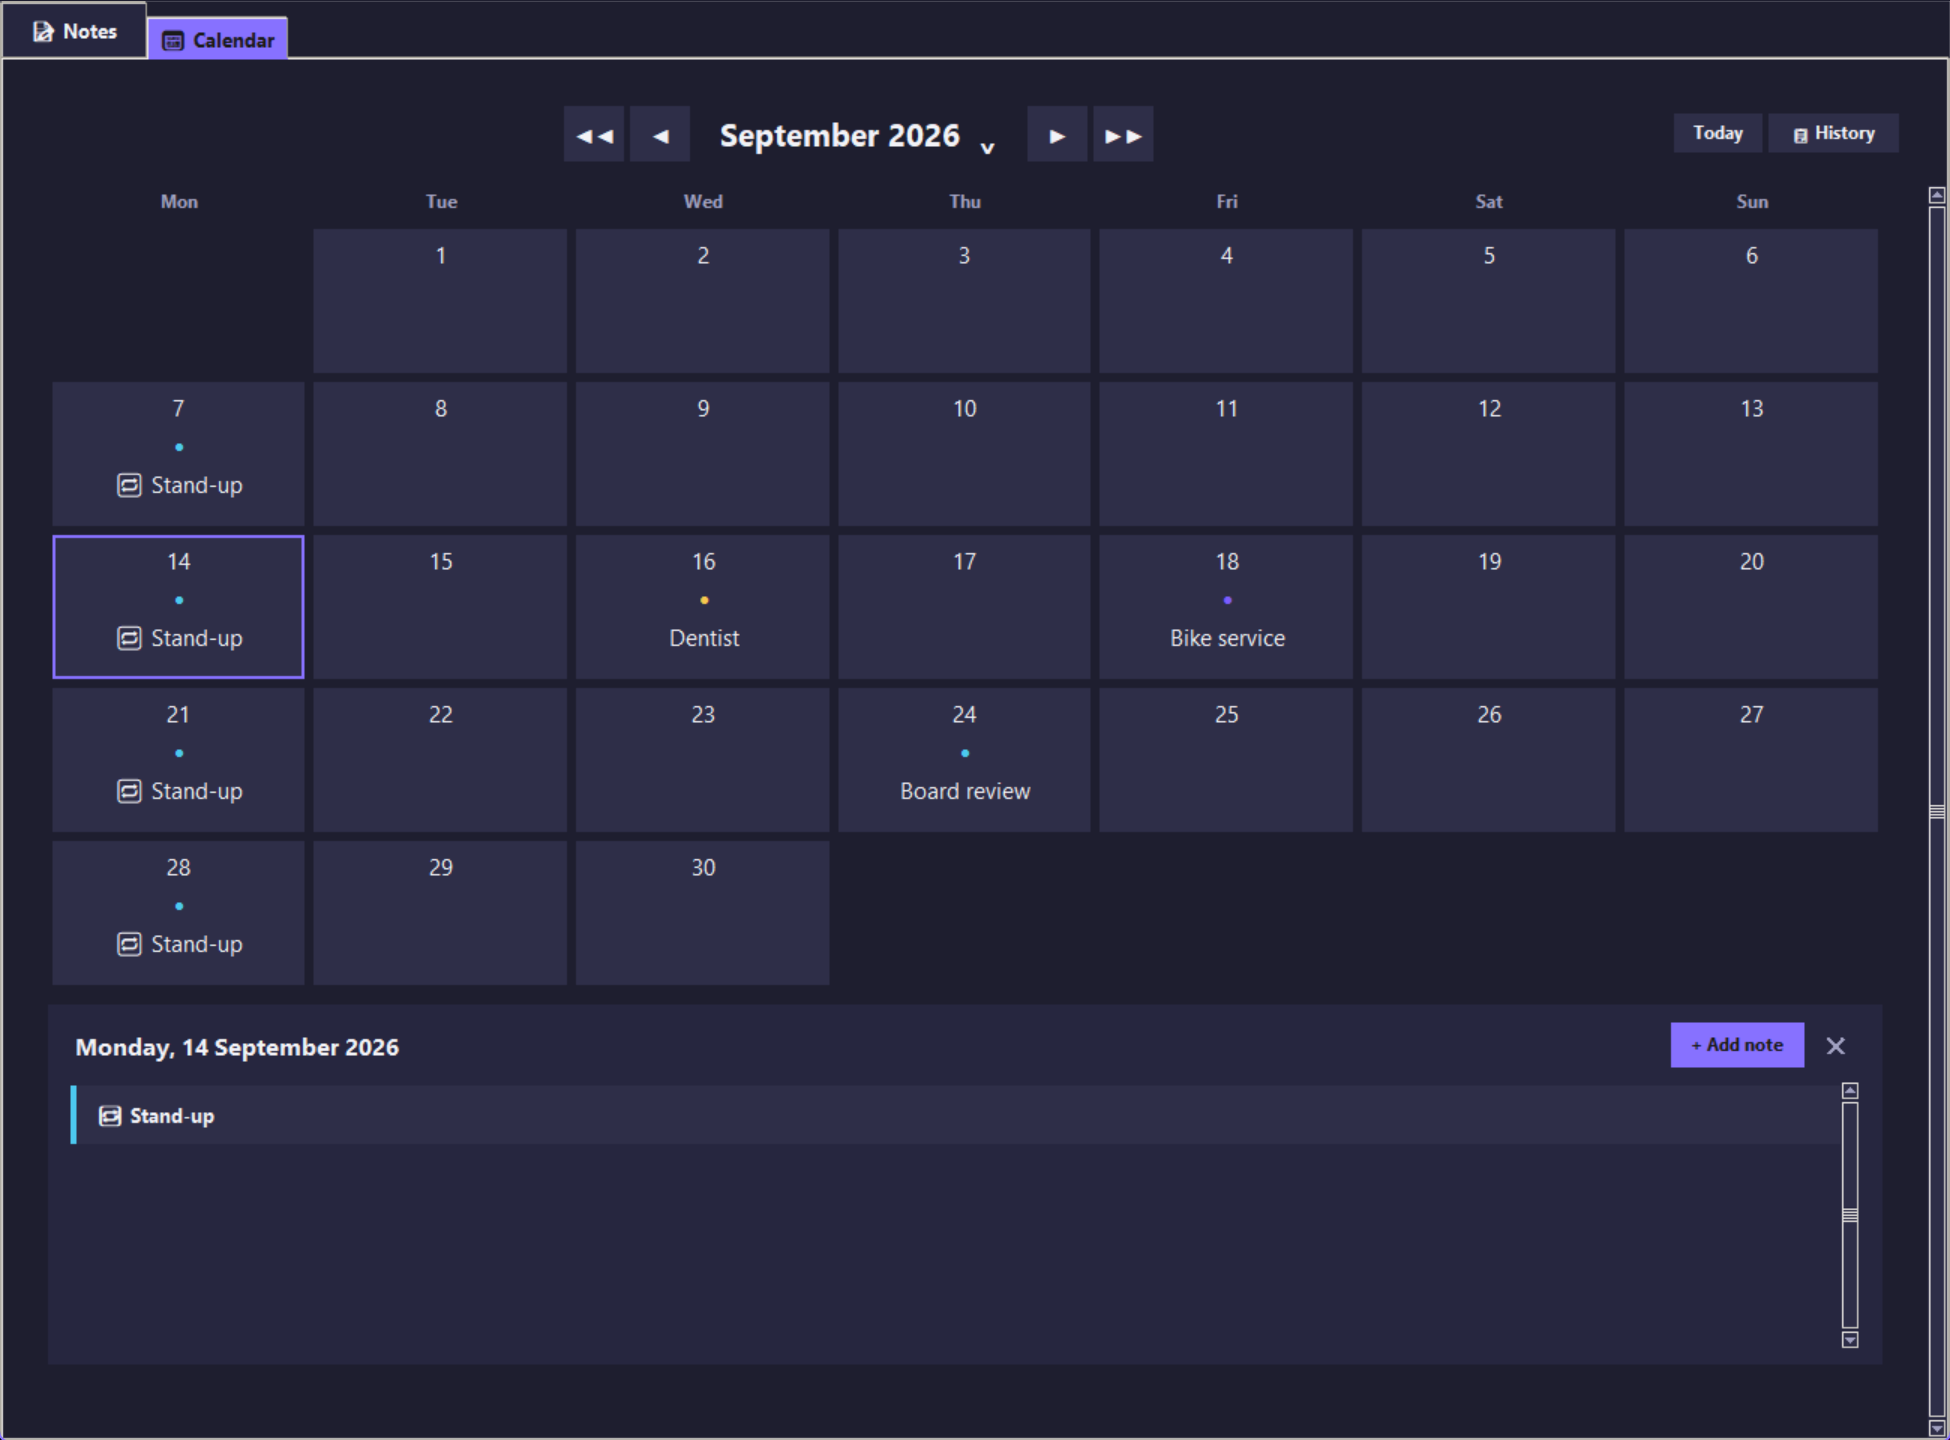 Notes
Calendar
◄◄ ◄ September 2026 v ► ►►
Today
History
Mon Tue Wed Thu Fri Sat Sun
1 2 3 4 5 6
7 8 9 10 11 12 13
Stand-up
14 15 16 17 18 19 20
Stand-up Dentist Bike service
21 22 23 24 25 26 27
Stand-up Board review
28 29 30
Stand-up
Monday, 14 September 2026
+ Add note ✕
Stand-up